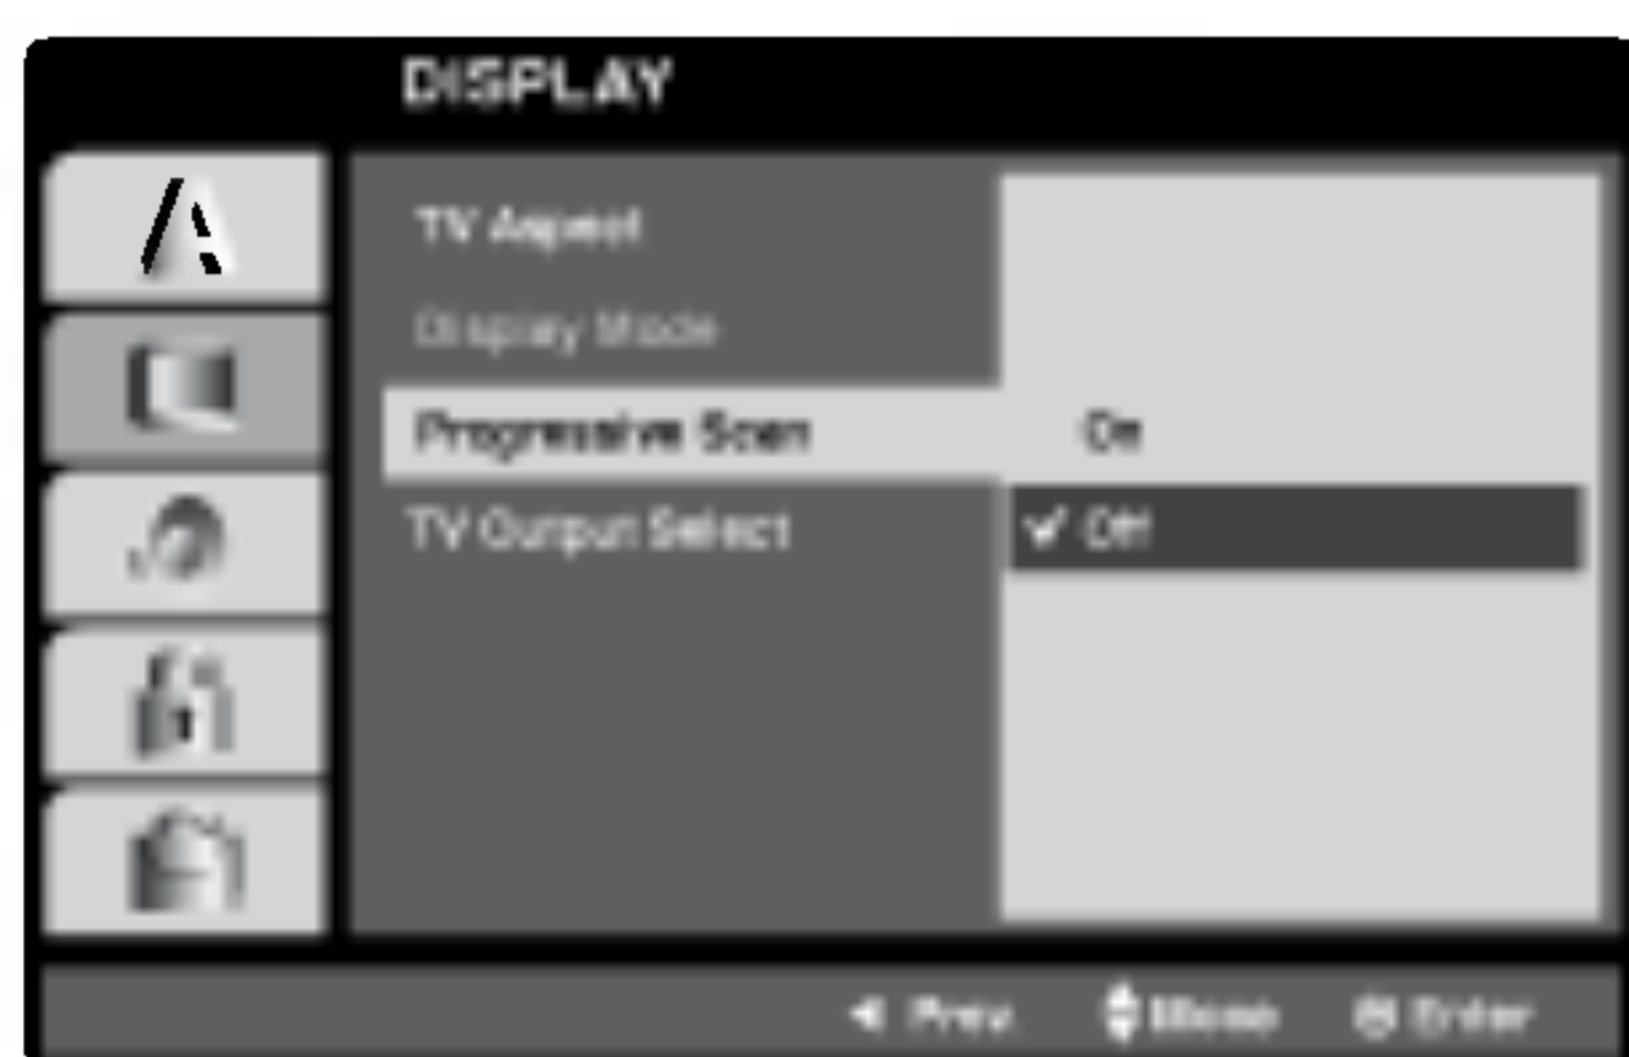 DISPLAY
TV Aspect
Display Mode
Progressive Scan On
TV Output Select Off
Prev. Move Enter